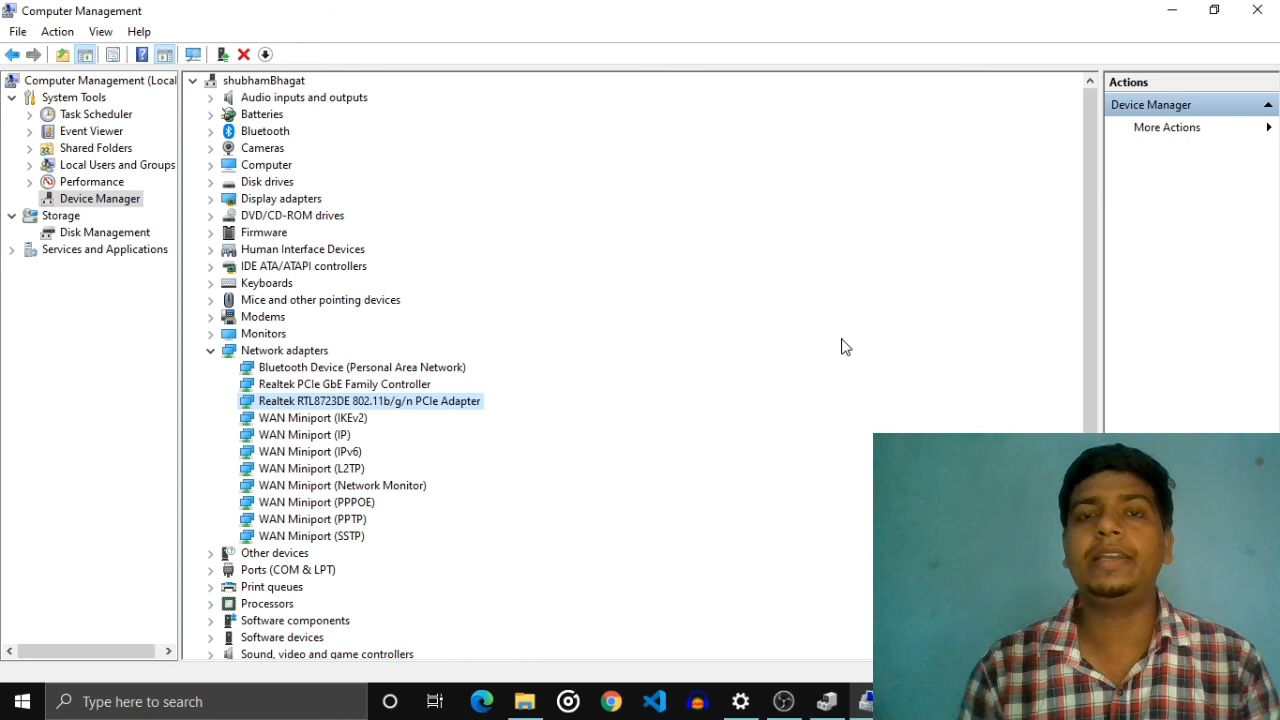 Computer Management
File Action View Help
Computer Management (Local
System Tools
Task Scheduler
Event Viewer
Shared Folders
Local Users and Groups
Performance
Device Manager
Storage
Disk Management
Services and Applications
shubhamBhagat
Audio inputs and outputs
Batteries
Bluetooth
Cameras
Computer
Disk drives
Display adapters
DVD/CD-ROM drives
Firmware
Human Interface Devices
IDE ATA/ATAPI controllers
Keyboards
Mice and other pointing devices
Modems
Monitors
Network adapters
Bluetooth Device (Personal Area Network)
Realtek PCIe GbE Family Controller
Realtek RTL8723DE 802.11b/g/n PCIe Adapter
WAN Miniport (IKEv2)
WAN Miniport (IP)
WAN Miniport (IPv6)
WAN Miniport (L2TP)
WAN Miniport (Network Monitor)
WAN Miniport (PPPOE)
WAN Miniport (PPTP)
WAN Miniport (SSTP)
Other devices
Ports (COM & LPT)
Print queues
Processors
Software components
Software devices
Sound, video and game controllers
Actions
Device Manager
More Actions
Type here to search